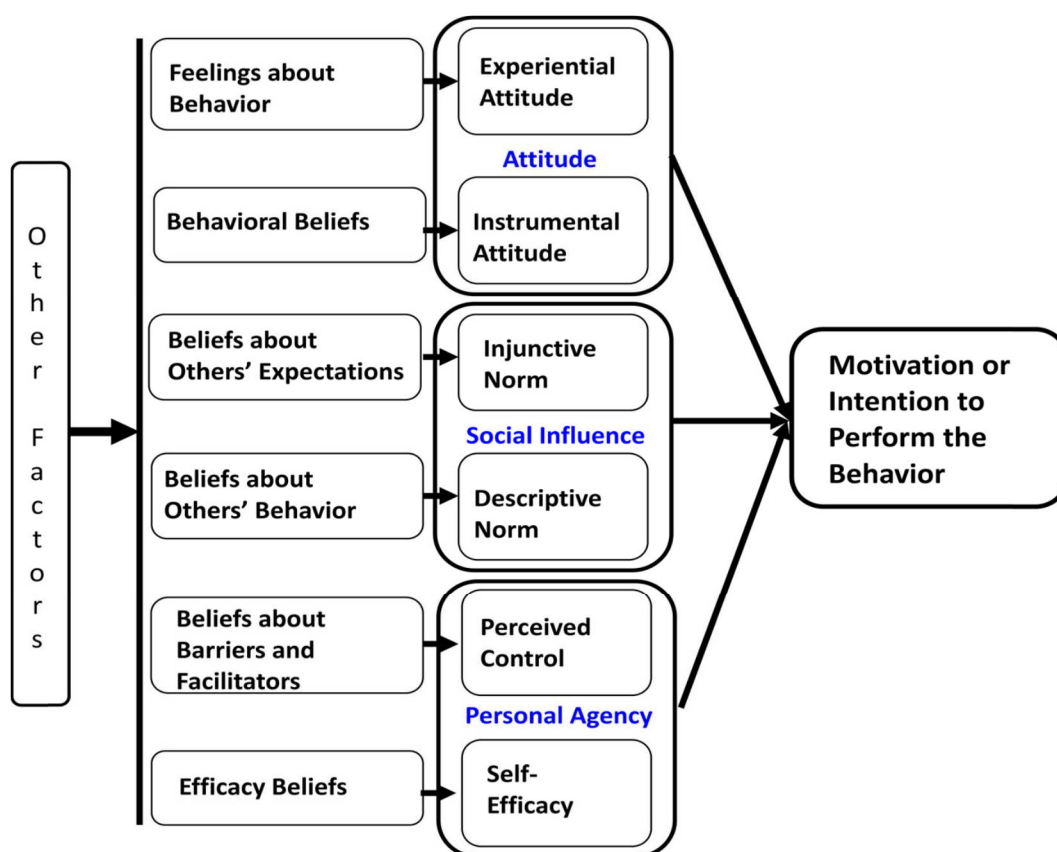 Other Factors
Feelings about
Behavior
Experiential
Attitude
Attitude
Behavioral Beliefs
Instrumental
Attitude
Beliefs about
Others’ Expectations
Injunctive
Norm
Social Influence
Beliefs about
Others’ Behavior
Descriptive
Norm
Beliefs about
Barriers and
Facilitators
Perceived
Control
Personal Agency
Efficacy Beliefs
Self-
Efficacy
Motivation or
Intention to
Perform the
Behavior